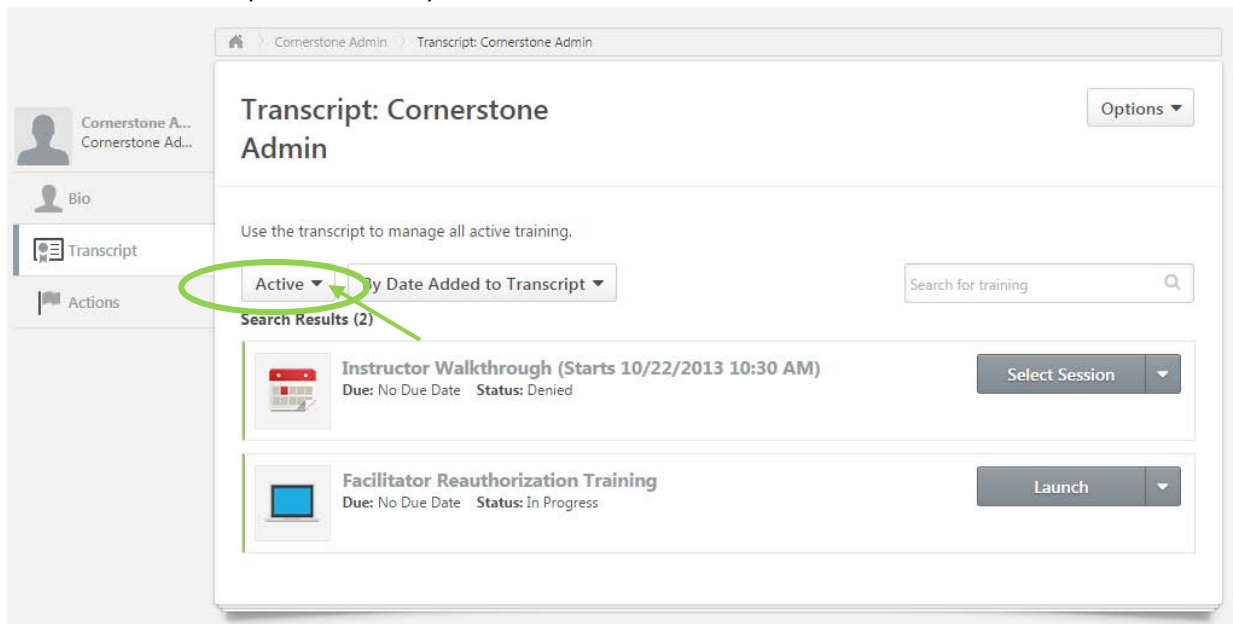 Cornerstone Admin Transcript: Cornerstone Admin
Cornerstone A...
Cornerstone Ad...
Bio
Transcript
Actions
Transcript: Cornerstone
Admin
Options
Use the transcript to manage all active training.
Active By Date Added to Transcript Search for training
Search Results (2)
Instructor Walkthrough (Starts 10/22/2013 10:30 AM)
Due: No Due Date Status: Denied
Select Session
Facilitator Reauthorization Training
Due: No Due Date Status: In Progress
Launch